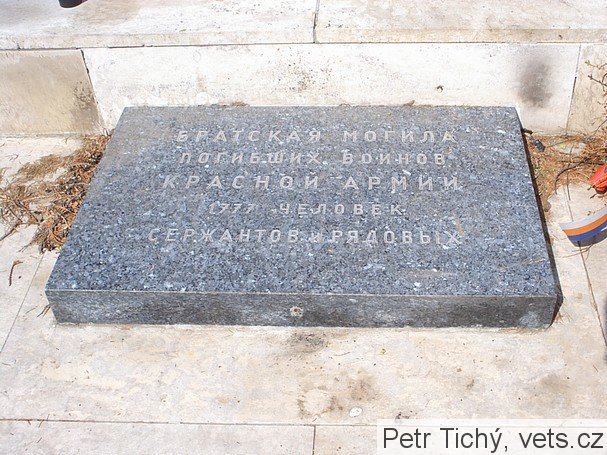 БРАТСКАЯ МОГИЛА
ПОГИБШИХ ВОИНОВ
КРАСНОЙ АРМИИ
1777 ЧЕЛОВЕК
СЕРЖАНТОВ И РЯДОВЫХ
Petr Tichý, vets.cz